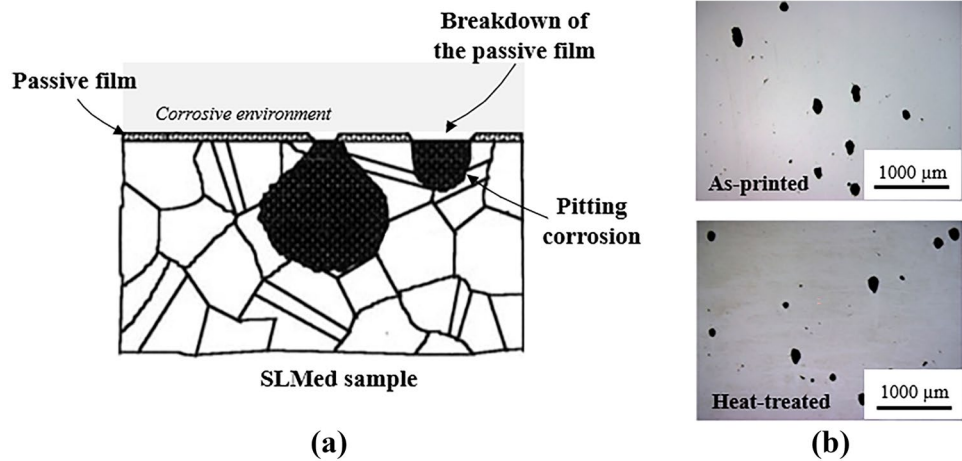 Breakdown of
the passive film
Passive film
Corrosive environment
Pitting
corrosion
SLMed sample
(a)
As-printed
1000 µm
Heat-treated
1000 µm
(b)